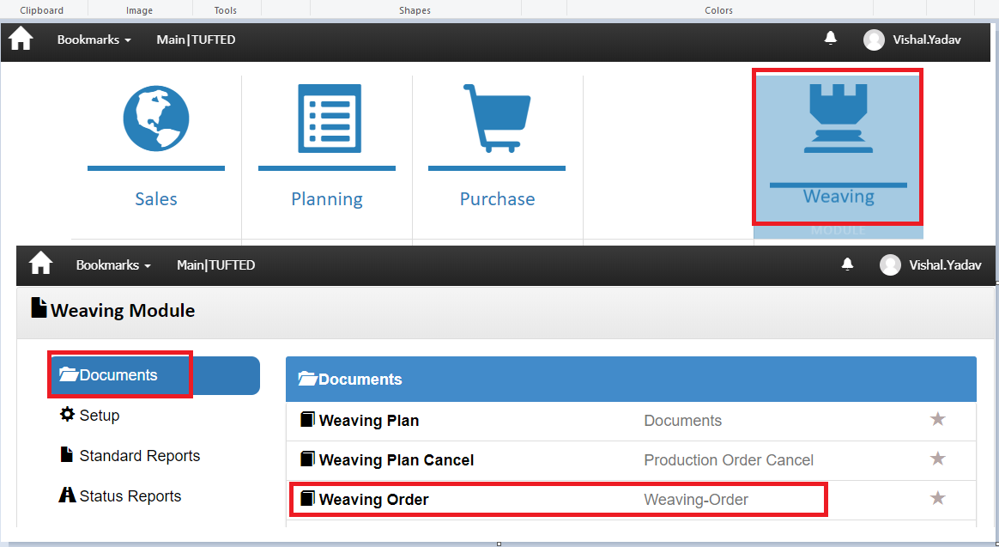 Clipboard Image Tools Shapes Colors
Bookmarks Main|TUFTED Vishal.Yadav
Sales Planning Purchase Weaving
MODULE
Bookmarks Main|TUFTED Vishal.Yadav
Weaving Module
Documents
Setup
Standard Reports
Status Reports
Documents
Weaving Plan Documents
Weaving Plan Cancel Production Order Cancel
Weaving Order Weaving-Order